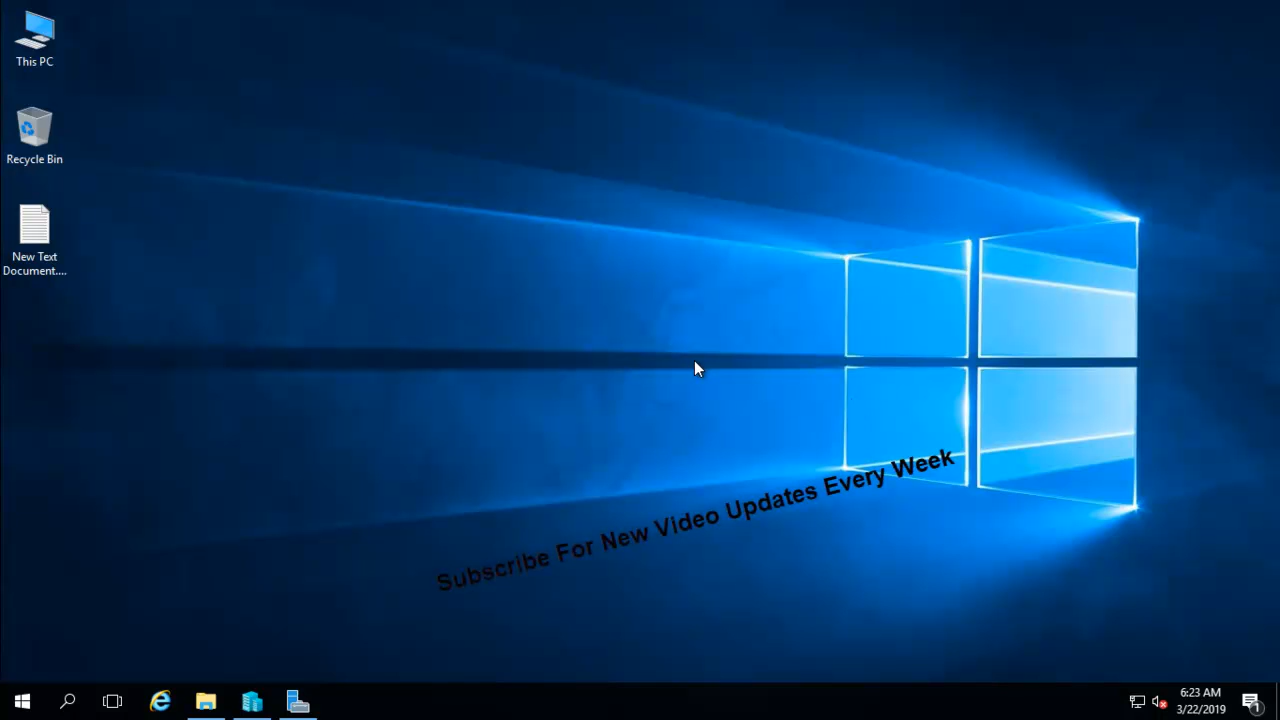 This PC
Recycle Bin
New Text
Document....
Subscribe For New Video Updates Every Week
6:23 AM
3/22/2019
1